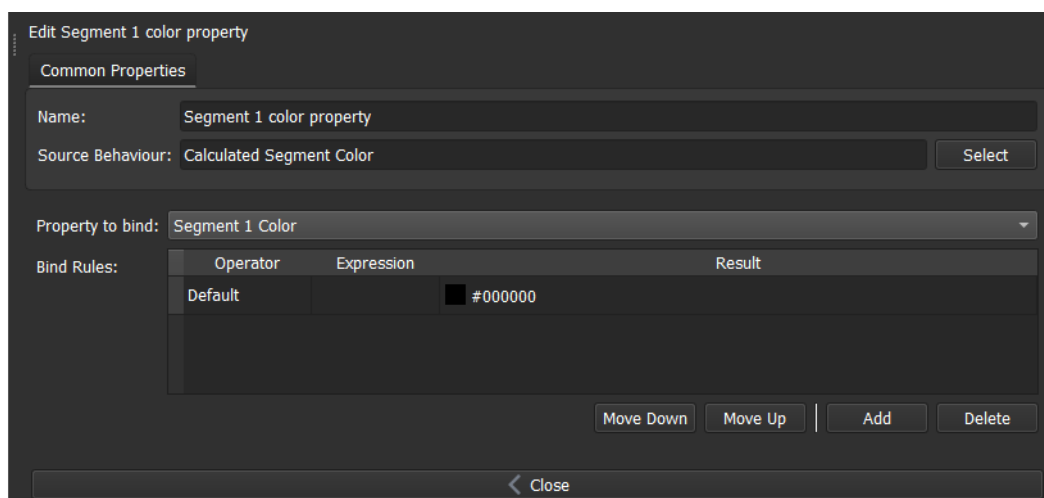 Edit Segment 1 color property
Common Properties
Name: Segment 1 color property
Source Behaviour: Calculated Segment Color Select
Property to bind: Segment 1 Color
Bind Rules: Operator Expression Result
Default #000000
Move Down Move Up Add Delete
Close